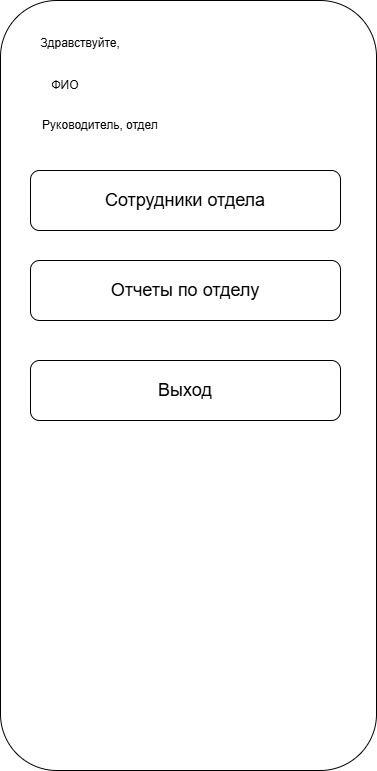 Здравствуйте,
ФИО
Руководитель, отдел
Сотрудники отдела
Отчеты по отделу
Выход